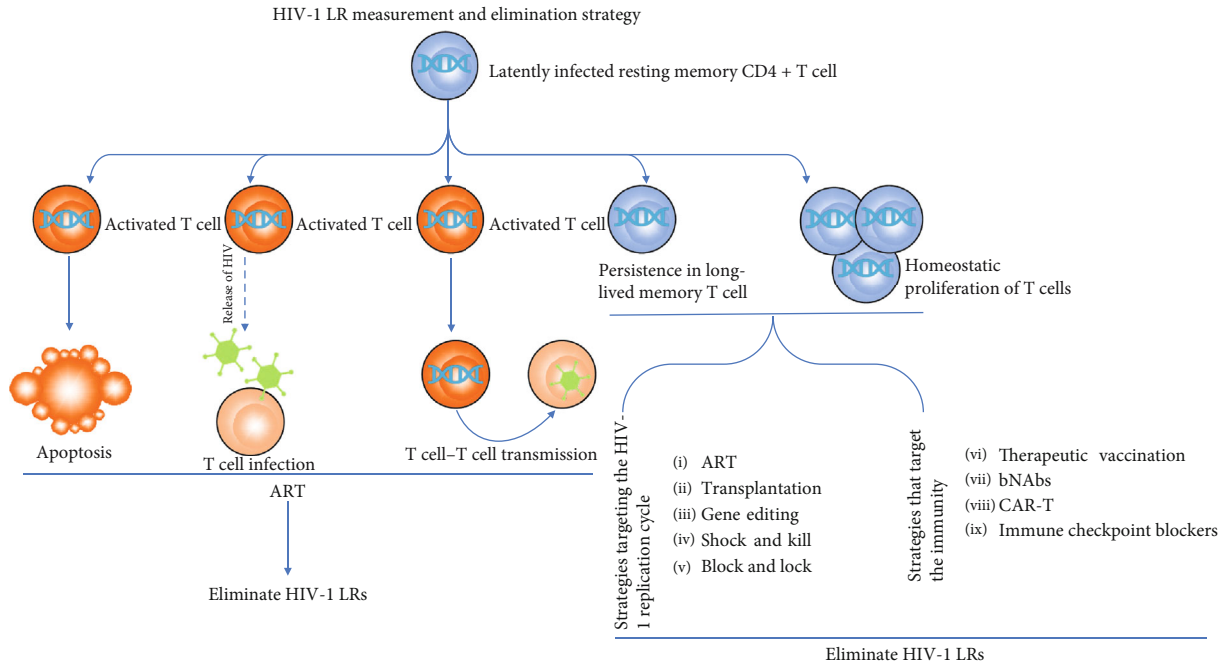 HIV-1 LR measurement and elimination strategy
Latently infected resting memory CD4 + T cell
Activated T cell
Activated T cell
Activated T cell
Persistence in long-
lived memory T cell
Homeostatic
proliferation of T cells
Release of HIV
Apoptosis
T cell infection
T cell–T cell transmission
ART
Eliminate HIV-1 LRs
Strategies targeting the HIV-
1 replication cycle
(i) ART
(ii) Transplantation
(iii) Gene editing
(iv) Shock and kill
(v) Block and lock
Strategies that target
the immunity
(vi) Therapeutic vaccination
(vii) bNAbs
(viii) CAR-T
(ix) Immune checkpoint blockers
Eliminate HIV-1 LRs